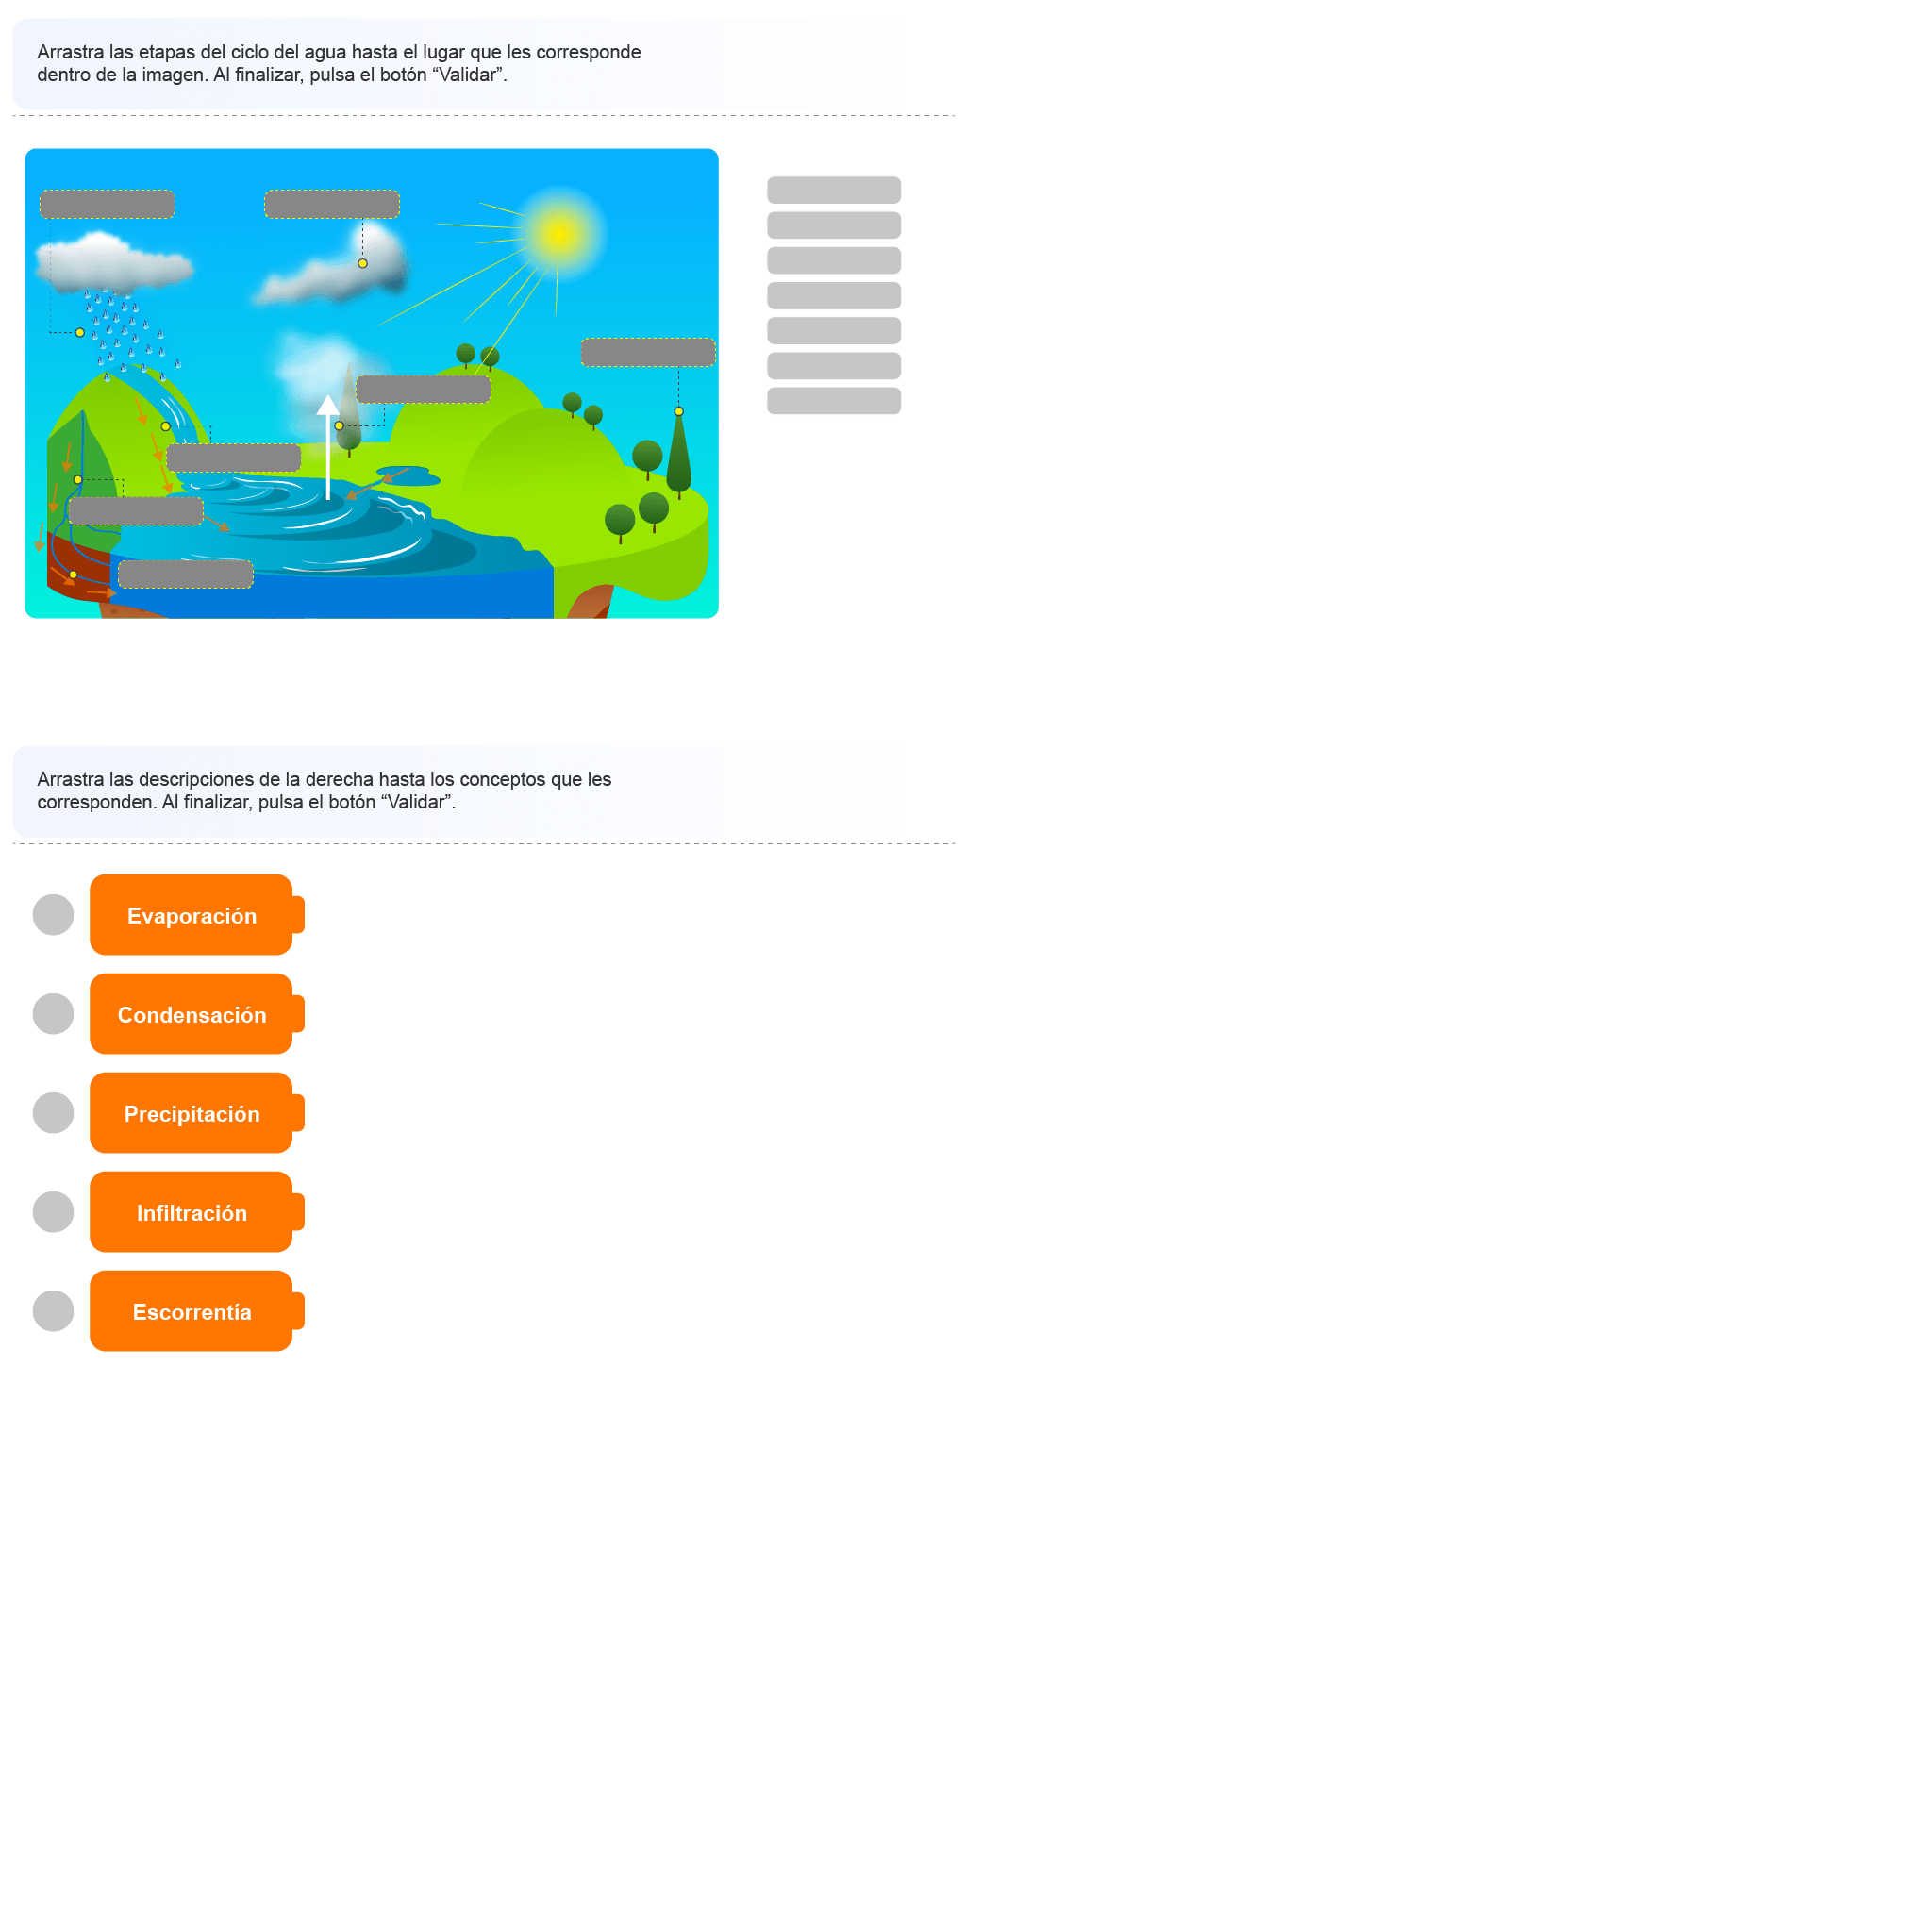 Arrastra las etapas del ciclo del agua hasta el lugar que les corresponde
dentro de la imagen. Al finalizar, pulsa el botón “Validar”.
Arrastra las descripciones de la derecha hasta los conceptos que les
corresponden. Al finalizar, pulsa el botón “Validar”.
Evaporación
Condensación
Precipitación
Infiltración
Escorrentía